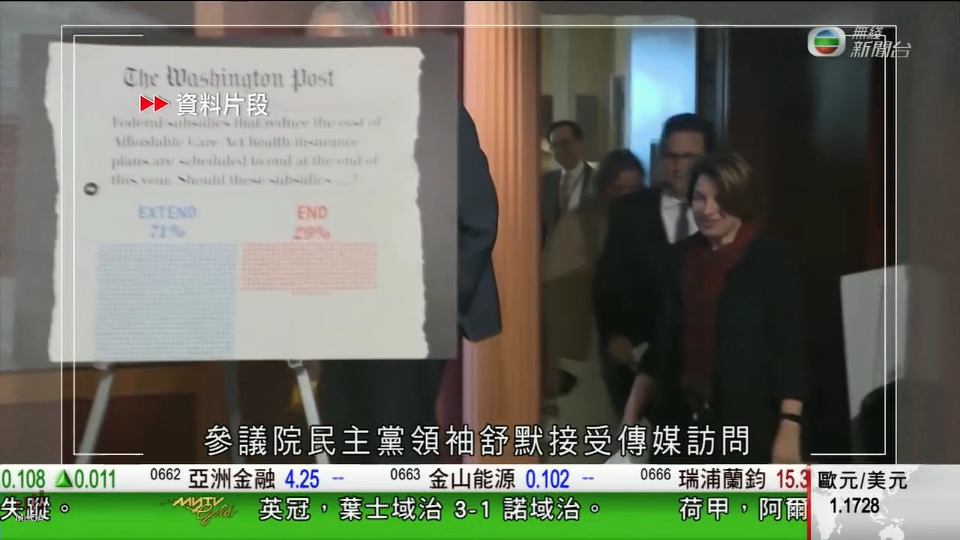 無綫
新聞台
The Washington Post
資料片段
Federal subsidies that reduce the cost of
Affordable Care Act health insurance
plans are scheduled to end at the end of
this year. Should these subsidies ...?
EXTEND
71%
END
29%
參議院民主黨領袖舒默接受傳媒訪問
0.108 ▲0.011 0662 亞洲金融 4.25 -- 0663 金山能源 0.102 -- 0666 瑞浦蘭鈞 15.3
歐元/美元
1.1728
失蹤。 英冠，葉士域治 3-1 諾域治。 荷甲，阿爾